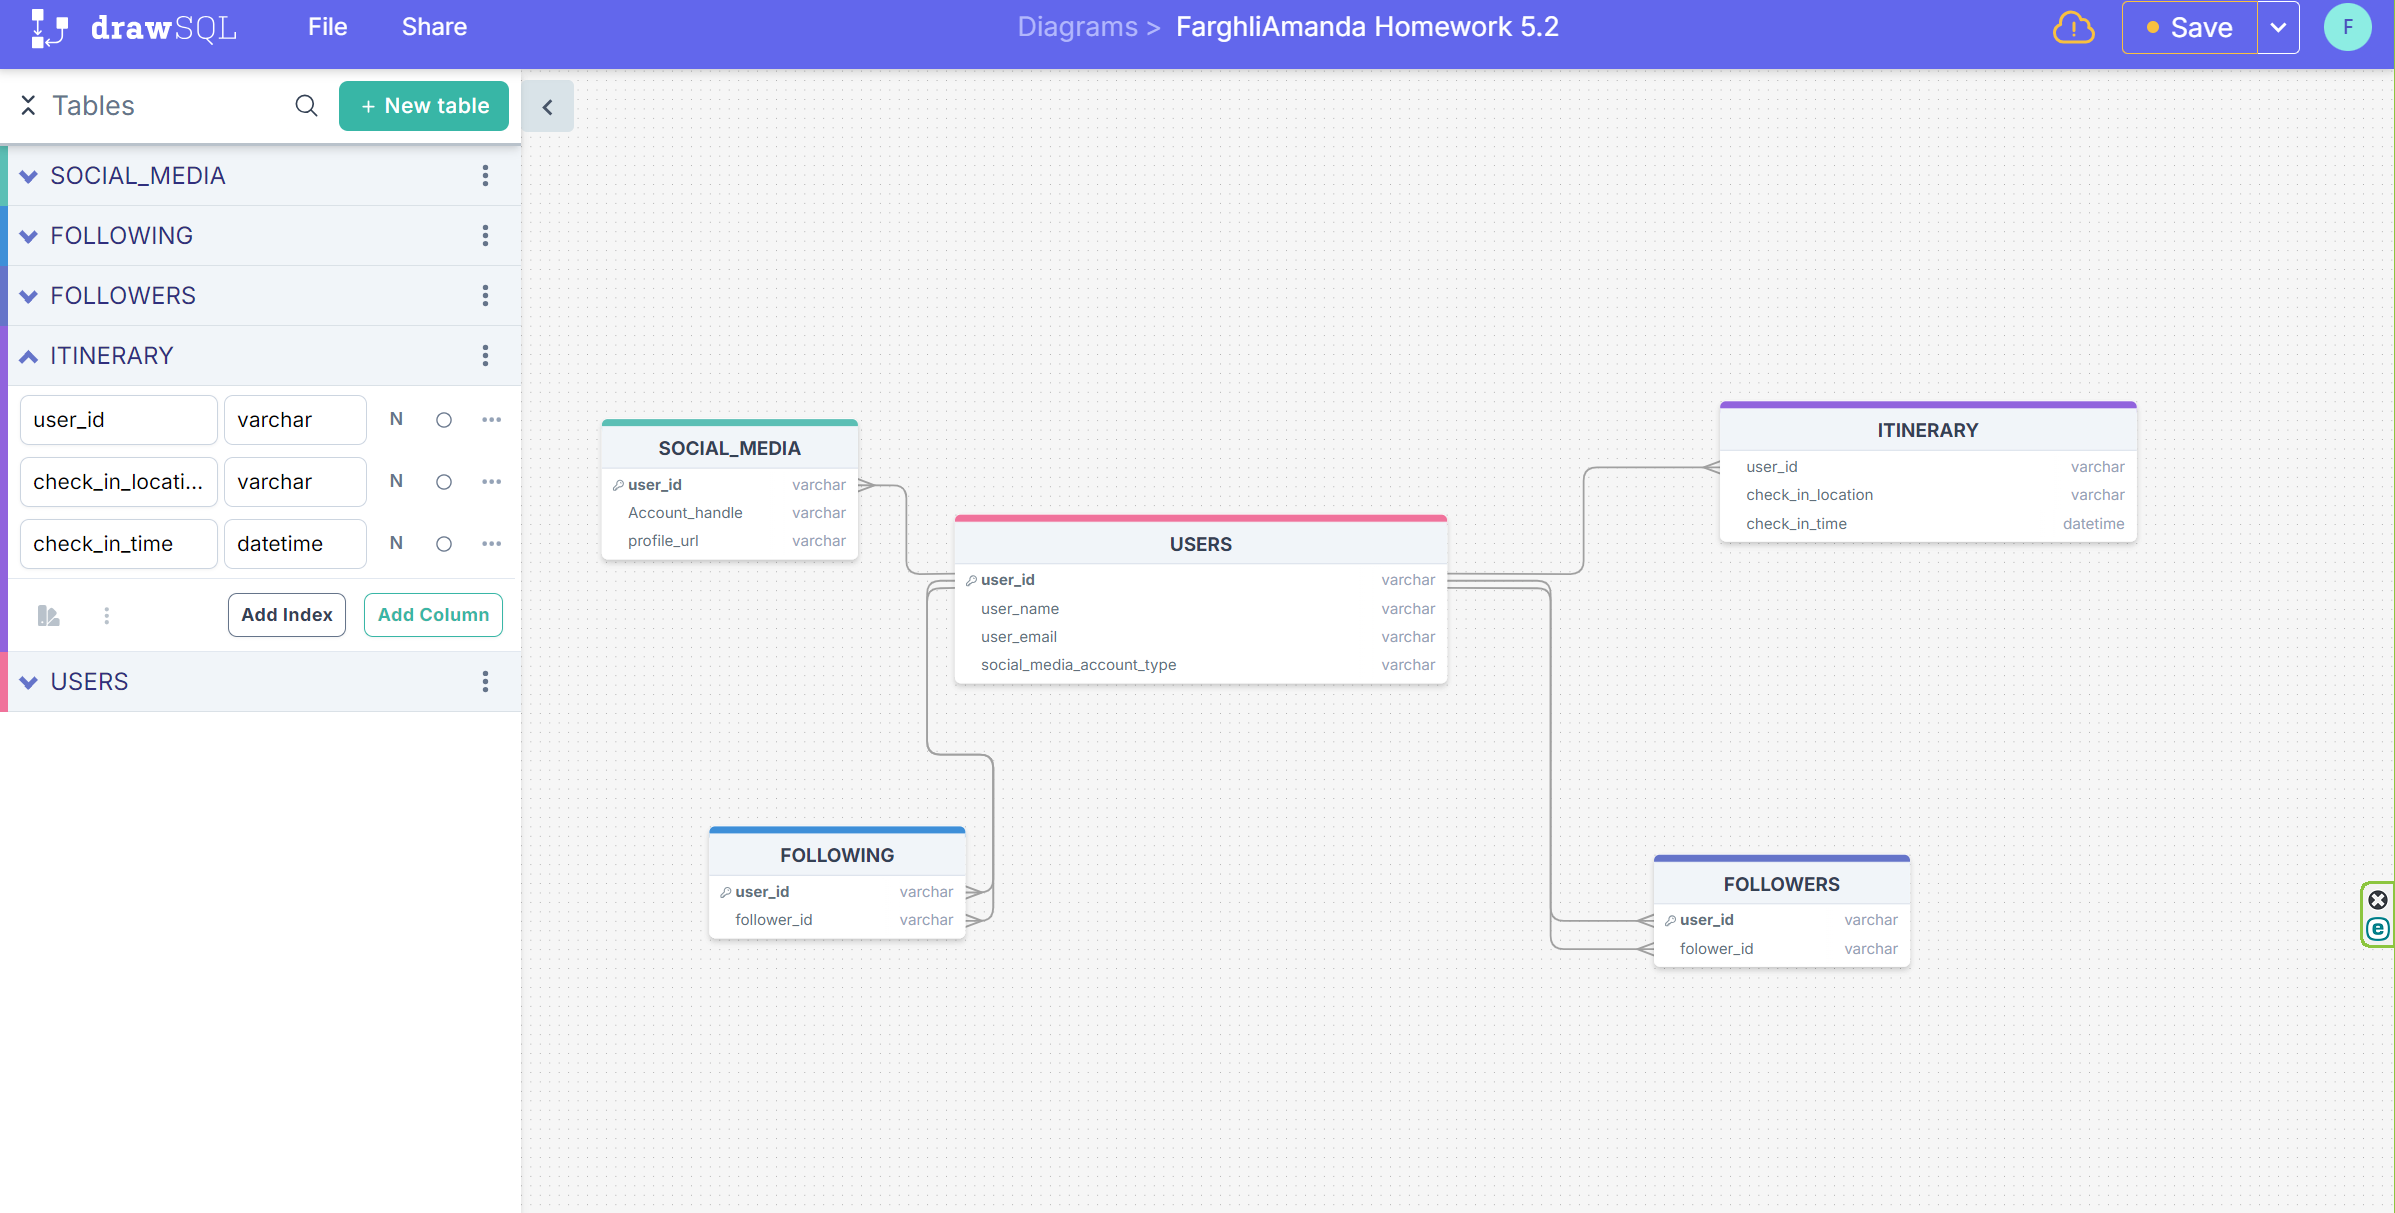 drawSQL File Share Diagrams > FarghliAmanda Homework 5.2 Save F
Tables + New table
SOCIAL_MEDIA
FOLLOWING
FOLLOWERS
ITINERARY
user_id varchar N
check_in_locati... varchar N
check_in_time datetime N
Add Index Add Column
USERS
SOCIAL_MEDIA
user_id varchar
Account_handle varchar
profile_url varchar
USERS
user_id varchar
user_name varchar
user_email varchar
social_media_account_type varchar
ITINERARY
user_id varchar
check_in_location varchar
check_in_time datetime
FOLLOWING
user_id varchar
follower_id varchar
FOLLOWERS
user_id varchar
folower_id varchar
e